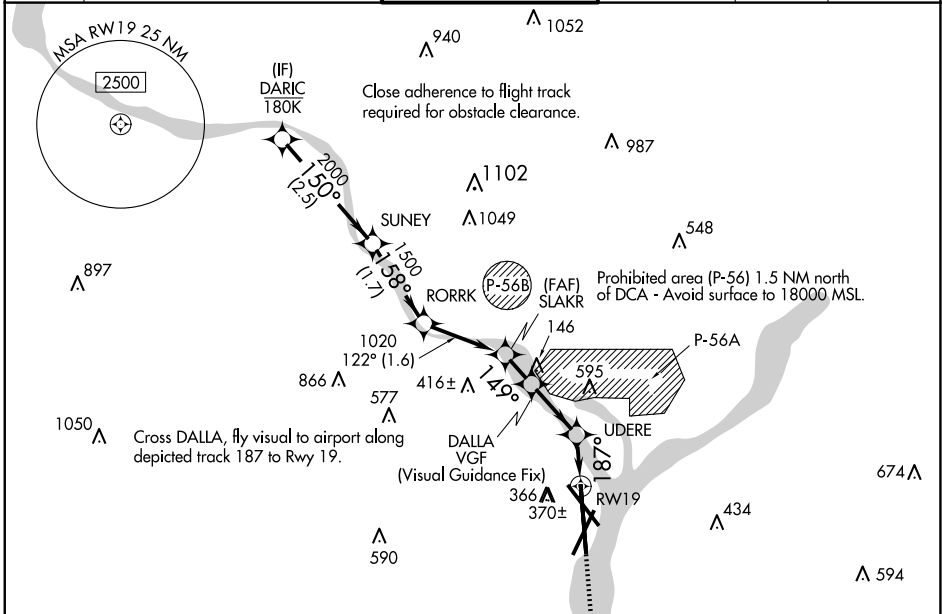 MSA RW19 25 NM
2500
940
1052
(IF)
DARIC
180K
Close adherence to flight track
required for obstacle clearance.
987
2000
150°
(2.5)
1102
1049
SUNEY
548
1500
158°
(1.7)
897
P-56B
(FAF)
SLAKR
Prohibited area (P-56) 1.5 NM north
of DCA - Avoid surface to 18000 MSL.
RORRK
146
P-56A
1020
122° (1.6)
866
416±
149°
595
577
1050
Cross DALLA, fly visual to airport along
depicted track 187 to Rwy 19.
DALLA
VGF
(Visual Guidance Fix)
UDERE
187°
674
366
370±
RW19
434
590
594